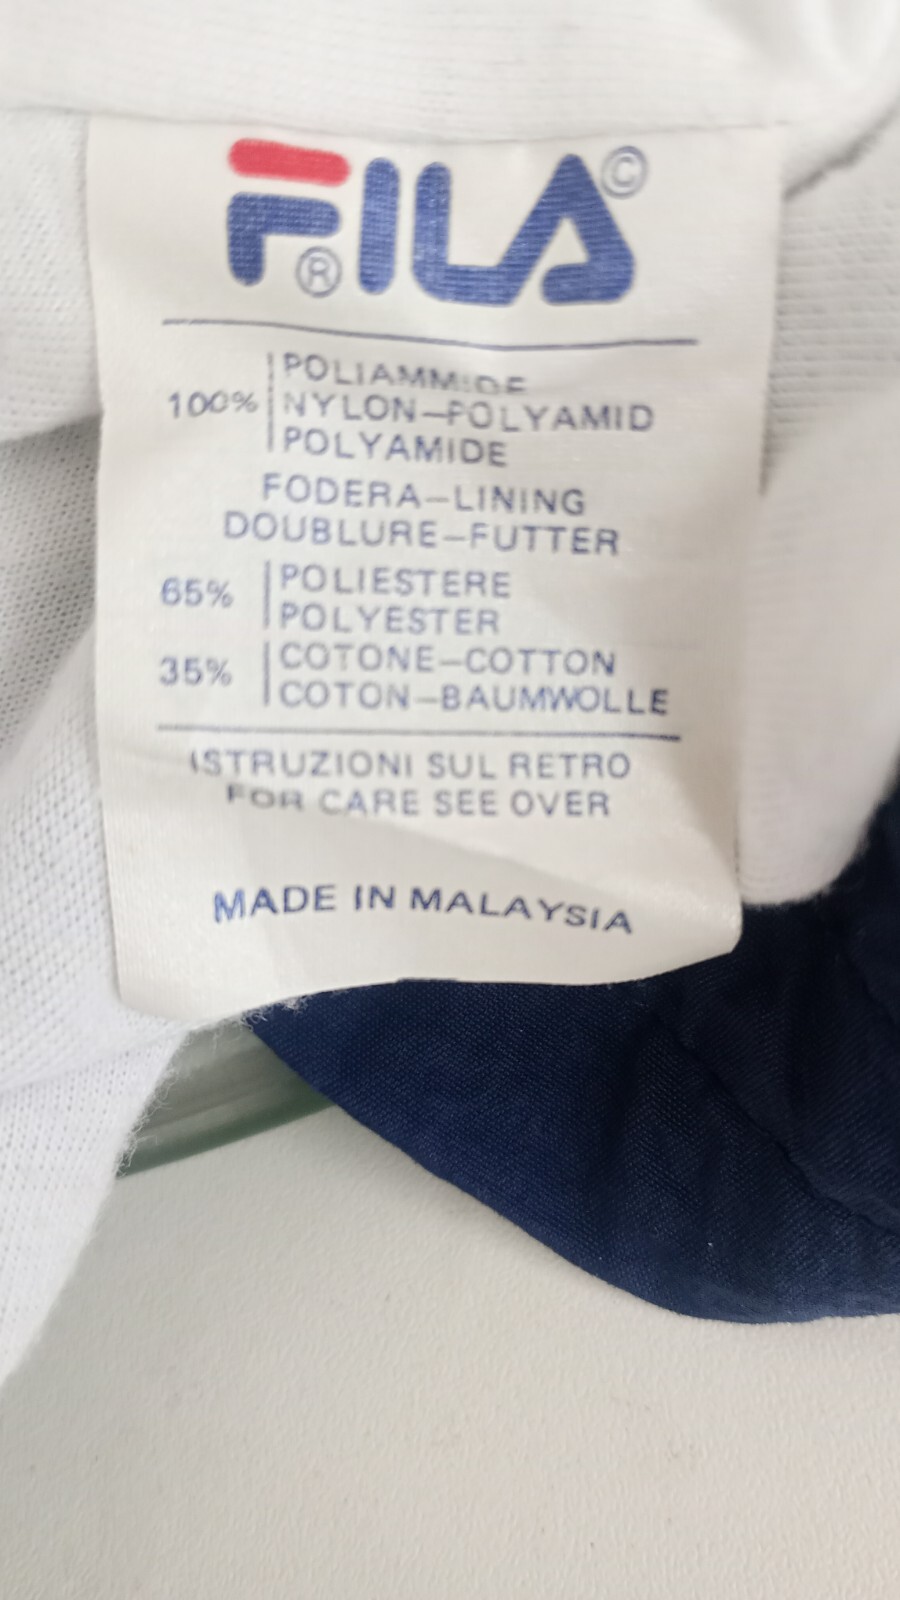 FILA ©
®
POLIAMMIDE
100% NYLON–POLYAMID
POLYAMIDE
FODERA–LINING
DOUBLURE–FUTTER
65% POLIESTERE
POLYESTER
35% COTONE–COTTON
COTON–BAUMWOLLE
ISTRUZIONI SUL RETRO
FOR CARE SEE OVER
MADE IN MALAYSIA